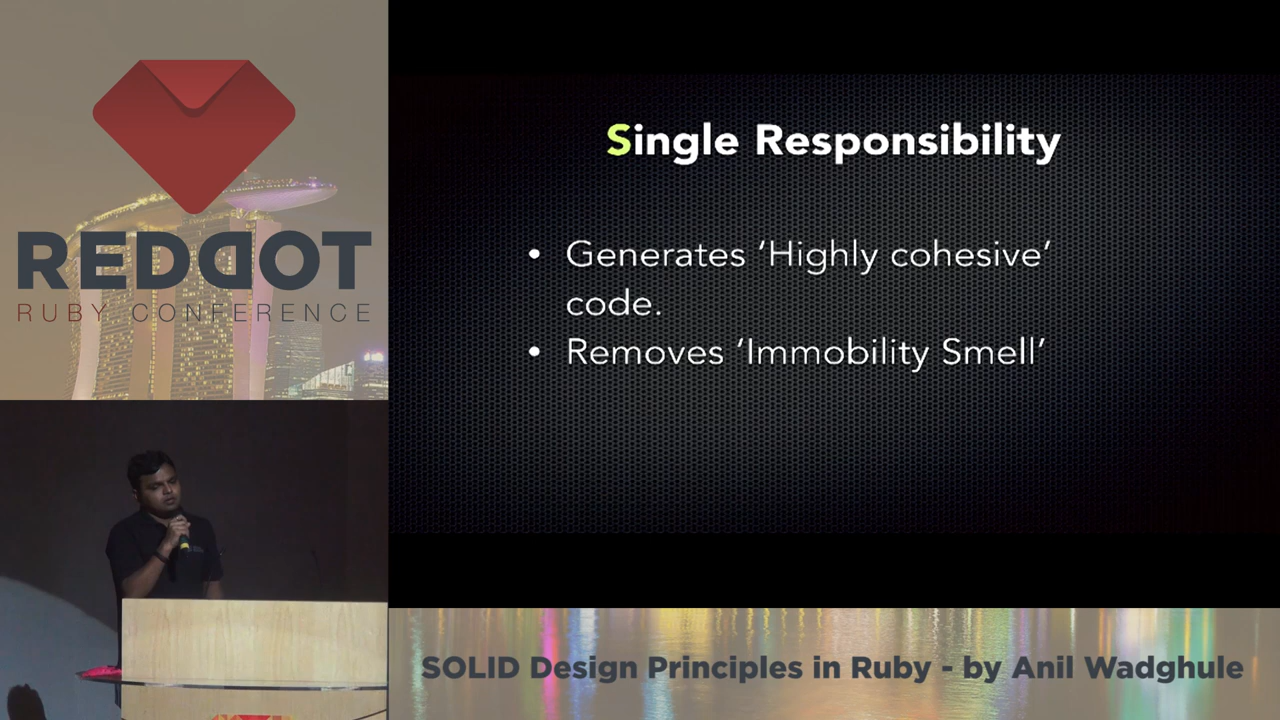 REDDOT
RUBY CONFERENCE
Single Responsibility
• Generates ‘Highly cohesive’
code.
• Removes ‘Immobility Smell’
SOLID Design Principles in Ruby - by Anil Wadghule